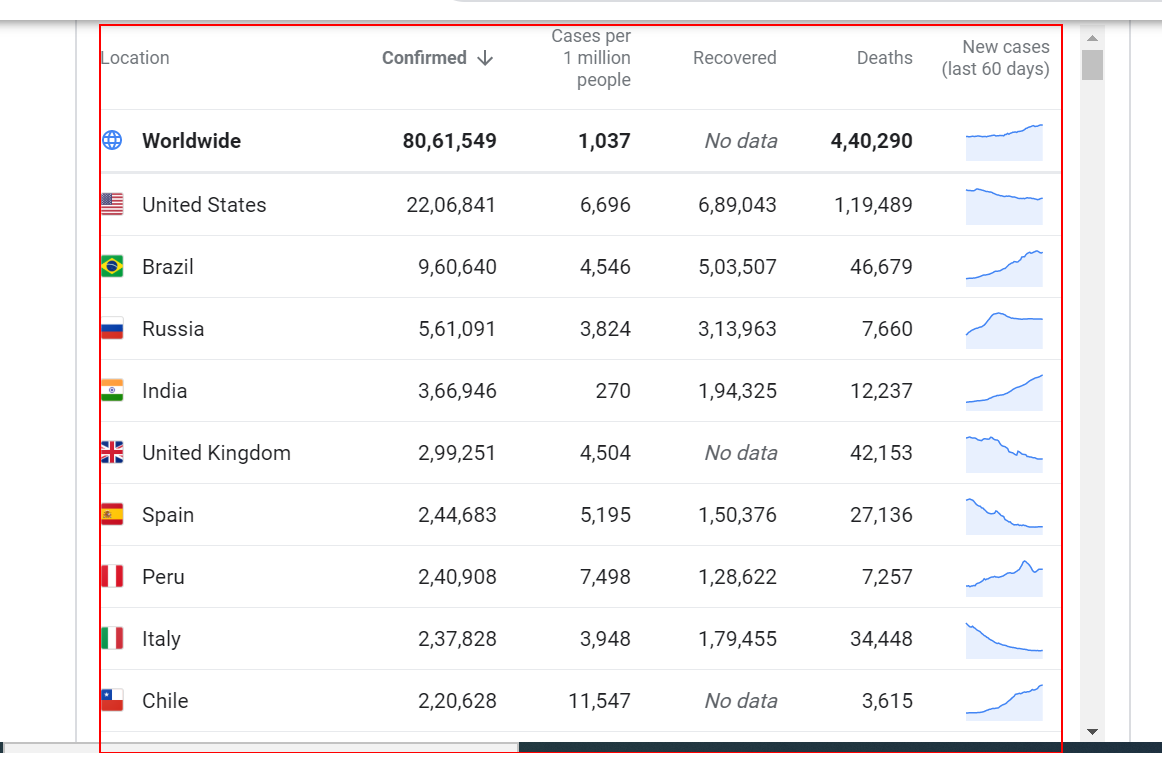 Location Confirmed ↓ Cases per 1 million people Recovered Deaths New cases (last 60 days)
Worldwide 80,61,549 1,037 No data 4,40,290
United States 22,06,841 6,696 6,89,043 1,19,489
Brazil 9,60,640 4,546 5,03,507 46,679
Russia 5,61,091 3,824 3,13,963 7,660
India 3,66,946 270 1,94,325 12,237
United Kingdom 2,99,251 4,504 No data 42,153
Spain 2,44,683 5,195 1,50,376 27,136
Peru 2,40,908 7,498 1,28,622 7,257
Italy 2,37,828 3,948 1,79,455 34,448
Chile 2,20,628 11,547 No data 3,615